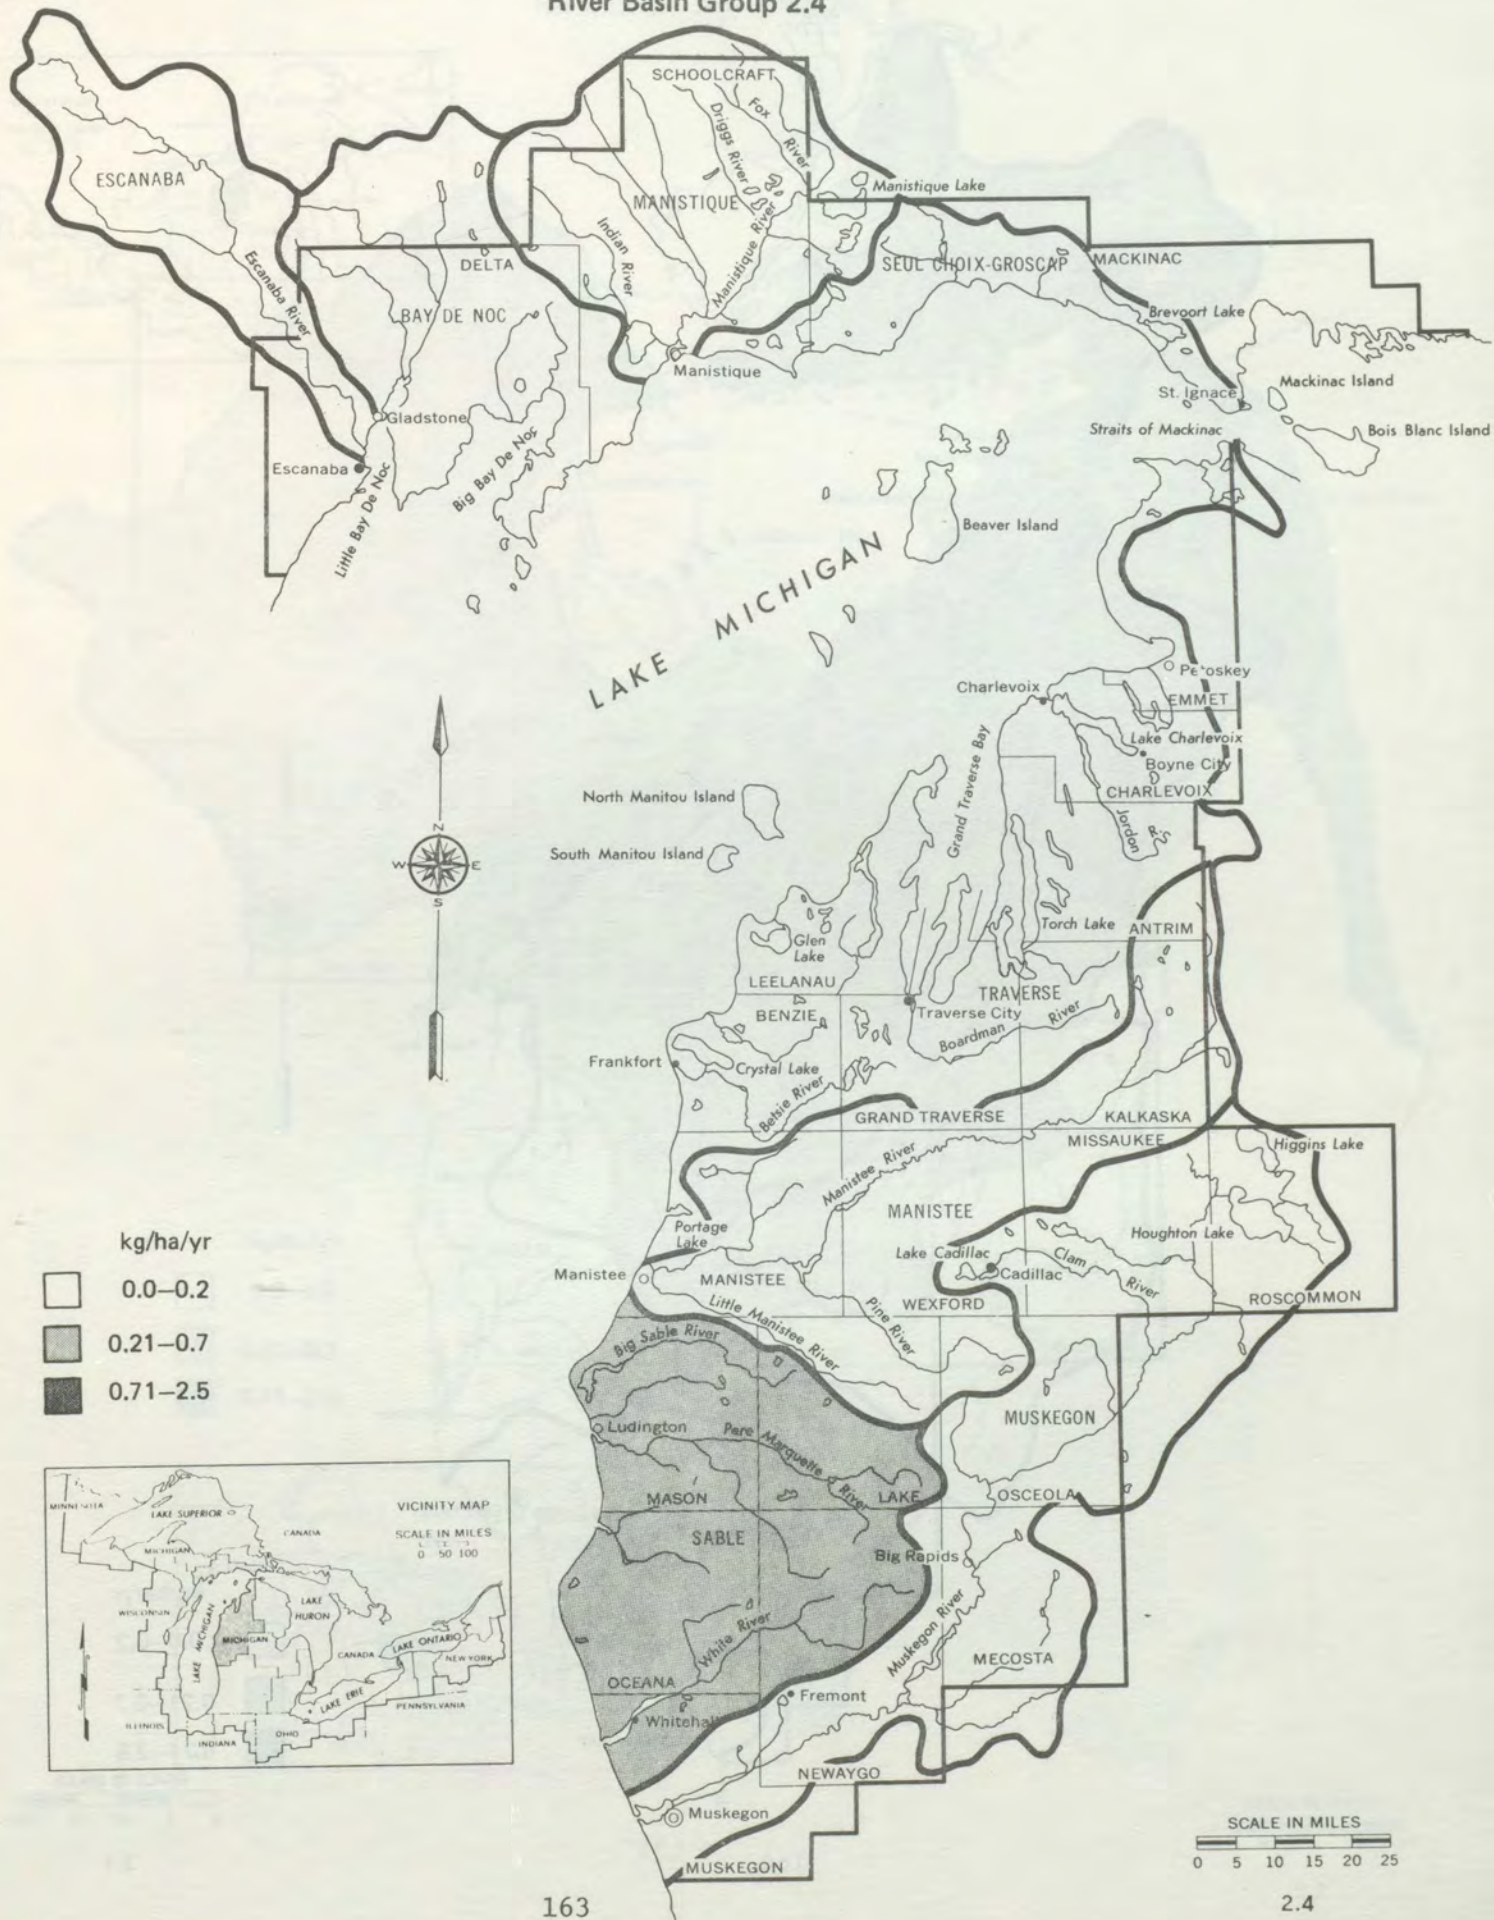 River Basin Group 2.4
SCHOOLCRAFT
Fox
River
Driggs River
ESCANABA
MANISTIQUE
Manistique Lake
Indian River
Manistique River
Escanaba River
DELTA
SEUL CHOIX-GROSCAP
MACKINAC
BAY DE NOC
Brevoort Lake
Manistique
Mackinac Island
St. Ignace
Gladstone
Straits of Mackinac
Bois Blanc Island
Escanaba
Big Bay De Noc
Little Bay De Noc
Beaver Island
LAKE MICHIGAN
Petoskey
Charlevoix
EMMET
Lake Charlevoix
Boyne City
Grand Traverse Bay
CHARLEVOIX
North Manitou Island
Jordon
R.
South Manitou Island
N
W
E
S
Torch Lake
ANTRIM
Glen
Lake
LEELANAU
TRAVERSE
BENZIE
Traverse City
Boardman
River
Frankfort
Crystal Lake
Betsie River
GRAND TRAVERSE
KALKASKA
MISSAUKEE
Higgins Lake
Manistee River
MANISTEE
Portage
Lake
Houghton Lake
Lake Cadillac
Clam
River
Cadillac
Manistee
MANISTEE
WEXFORD
ROSCOMMON
Little Manistee River
Pine River
Big Sable River
MUSKEGON
Ludington
Pere Marquette
River
MASON
LAKE
OSCEOLA
SABLE
Big Rapids
White River
Muskegon River
MECOSTA
OCEANA
Fremont
Whitehall
NEWAYGO
Muskegon
MUSKEGON
kg/ha/yr
0.0–0.2
0.21–0.7
0.71–2.5
VICINITY MAP
SCALE IN MILES
0 50 100
MINNESOTA
LAKE SUPERIOR
CANADA
MICHIGAN
WISCONSIN
LAKE MICHIGAN
LAKE
HURON
MICHIGAN
CANADA
LAKE ONTARIO
NEW YORK
LAKE ERIE
PENNSYLVANIA
ILLINOIS
INDIANA
OHIO
SCALE IN MILES
0 5 10 15 20 25
163
2.4